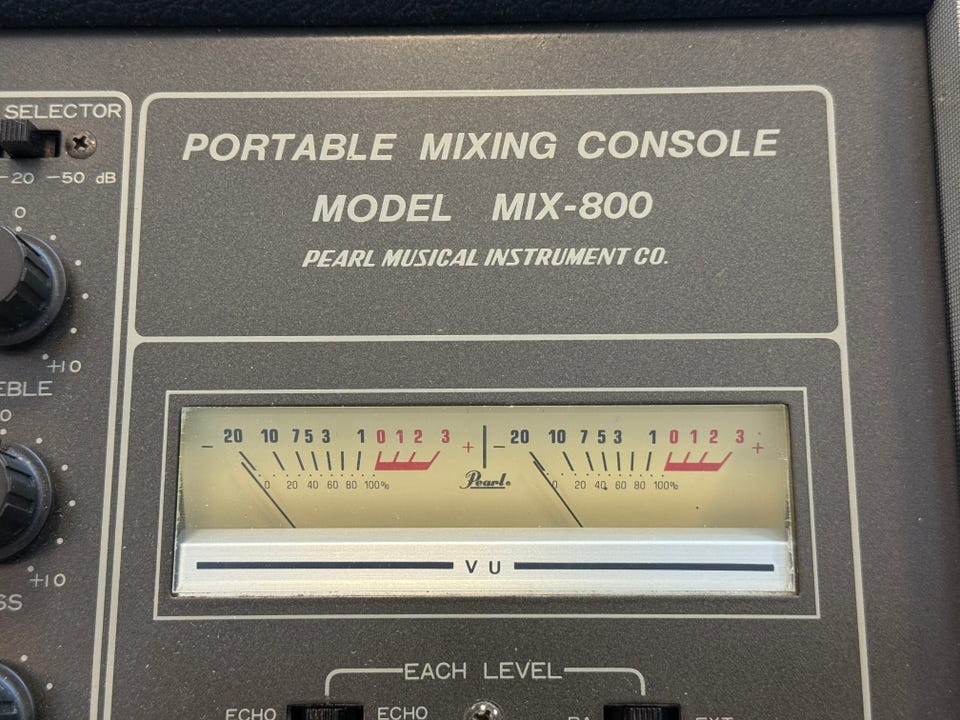 SELECTOR
-20 -50 dB
0
+10
0
+10
PORTABLE MIXING CONSOLE
MODEL MIX-800
PEARL MUSICAL INSTRUMENT CO.
- 20 10 7 5 3 1 0 1 2 3 +
0 20 40 60 80 100%
Pearl
- 20 10 7 5 3 1 0 1 2 3 +
0 20 40 60 80 100%
VU
EACH LEVEL
ECHO ECHO
EXT